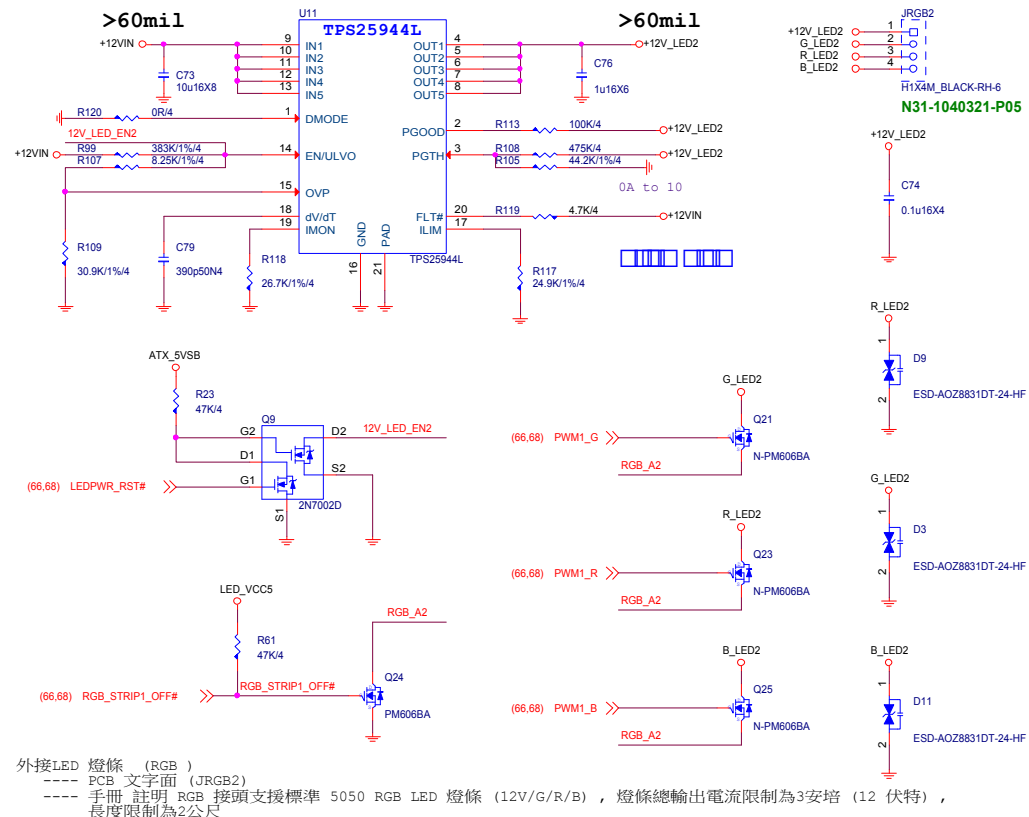 >60mil
U11
TPS25944L
>60mil
JRGB2
+12VIN
9 IN1
10 IN2
11 IN3
12 IN4
13 IN5
OUT1 4
OUT2 5
OUT3 6
OUT4 7
OUT5 8
+12V_LED2
C73
10u16X8
C76
1u16X6
+12V_LED2 1
G_LED2 2
R_LED2 3
B_LED2 4
H1X4M_BLACK-RH-6
N31-1040321-P05
R120 0R/4
1 DMODE
12V_LED_EN2
+12VIN
R99 383K/1%/4
R107 8.25K/1%/4
14 EN/ULVO
15 OVP
18 dV/dT
19 IMON
PGOOD 2
R113 100K/4
+12V_LED2
PGTH 3
R108 475K/4
+12V_LED2
R105 44.2K/1%/4
0A to 10
FLT# 20
R119 4.7K/4
+12VIN
ILIM 17
GND
PAD
16
21
TPS25944L
R109
30.9K/1%/4
C79
390p50N4
R118
26.7K/1%/4
R117
24.9K/1%/4
+12V_LED2
C74
0.1u16X4
ATX_5VSB
R23
47K/4
Q9
G2
D1
G1
S1
D2
S2
12V_LED_EN2
2N7002D
(66,68) LEDPWR_RST#
LED_VCC5
R61
47K/4
(66,68) RGB_STRIP1_OFF#
RGB_STRIP1_OFF#
RGB_A2
Q24
PM606BA
G_LED2
Q21
(66,68) PWM1_G
N-PM606BA
RGB_A2
R_LED2
Q23
(66,68) PWM1_R
N-PM606BA
RGB_A2
B_LED2
Q25
(66,68) PWM1_B
N-PM606BA
RGB_A2
R_LED2
1
D9
ESD-AOZ8831DT-24-HF
2
G_LED2
1
D3
ESD-AOZ8831DT-24-HF
2
B_LED2
1
D11
ESD-AOZ8831DT-24-HF
2
外接LED 燈條 (RGB )
---- PCB 文字面 (JRGB2)
---- 手冊 註明 RGB 接頭支援標準 5050 RGB LED 燈條 (12V/G/R/B) , 燈條總輸出電流限制為3安培 (12 伏特) ,
長度限制為2公尺